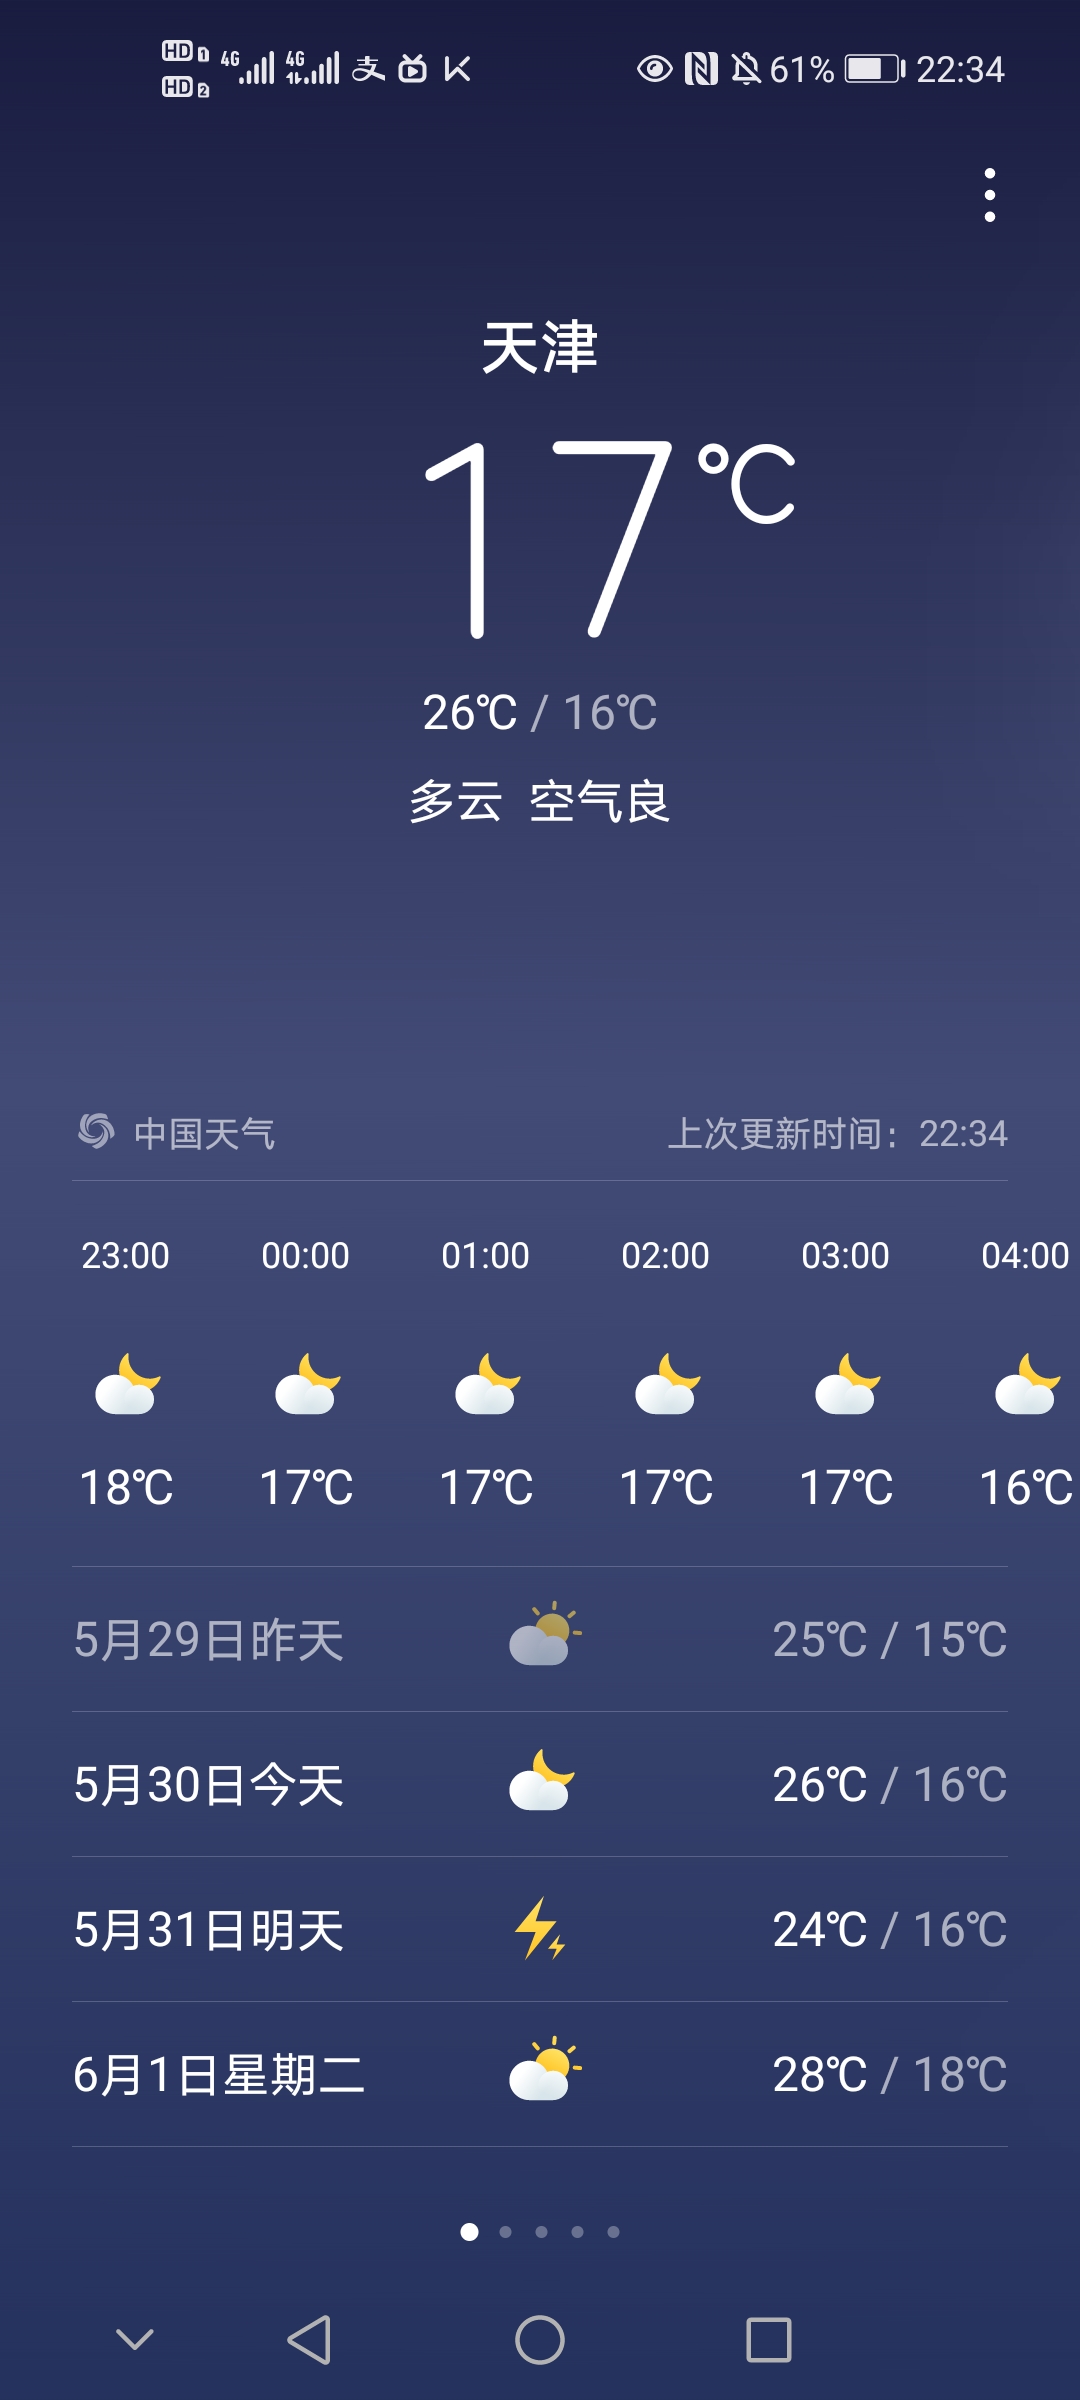 HD 1 4G 4G 支 61% 22:34
HD 2
天津
17℃
26℃ / 16℃
多云 空气良
中国天气 上次更新时间：22:34
23:00 00:00 01:00 02:00 03:00 04:00
18℃ 17℃ 17℃ 17℃ 17℃ 16℃
5月29日昨天 25℃ / 15℃
5月30日今天 26℃ / 16℃
5月31日明天 24℃ / 16℃
6月1日星期二 28℃ / 18℃